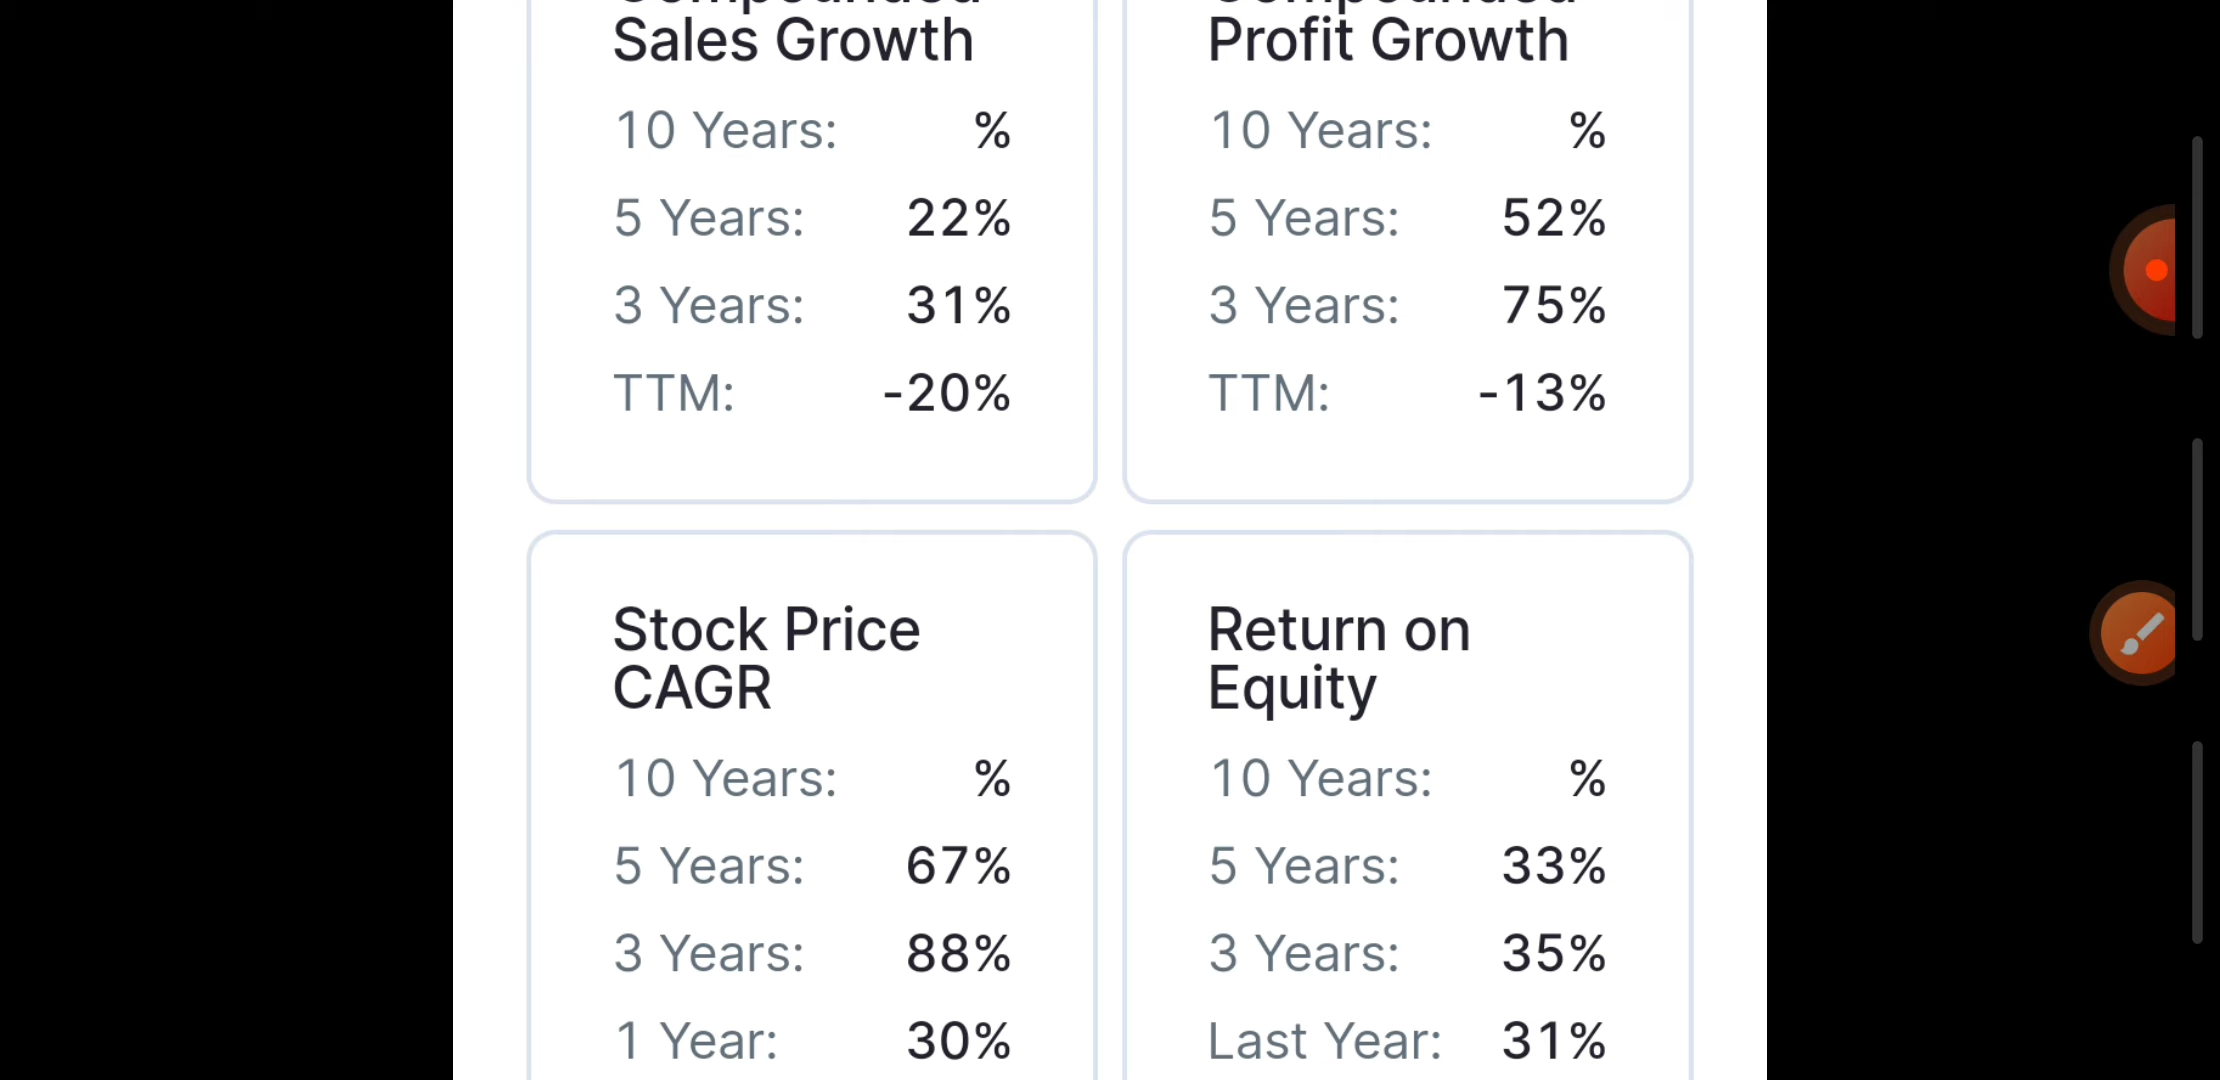 Compounded
Sales Growth
10 Years: %
5 Years: 22%
3 Years: 31%
TTM: -20%
Compounded
Profit Growth
10 Years: %
5 Years: 52%
3 Years: 75%
TTM: -13%
Stock Price
CAGR
10 Years: %
5 Years: 67%
3 Years: 88%
1 Year: 30%
Return on
Equity
10 Years: %
5 Years: 33%
3 Years: 35%
Last Year: 31%